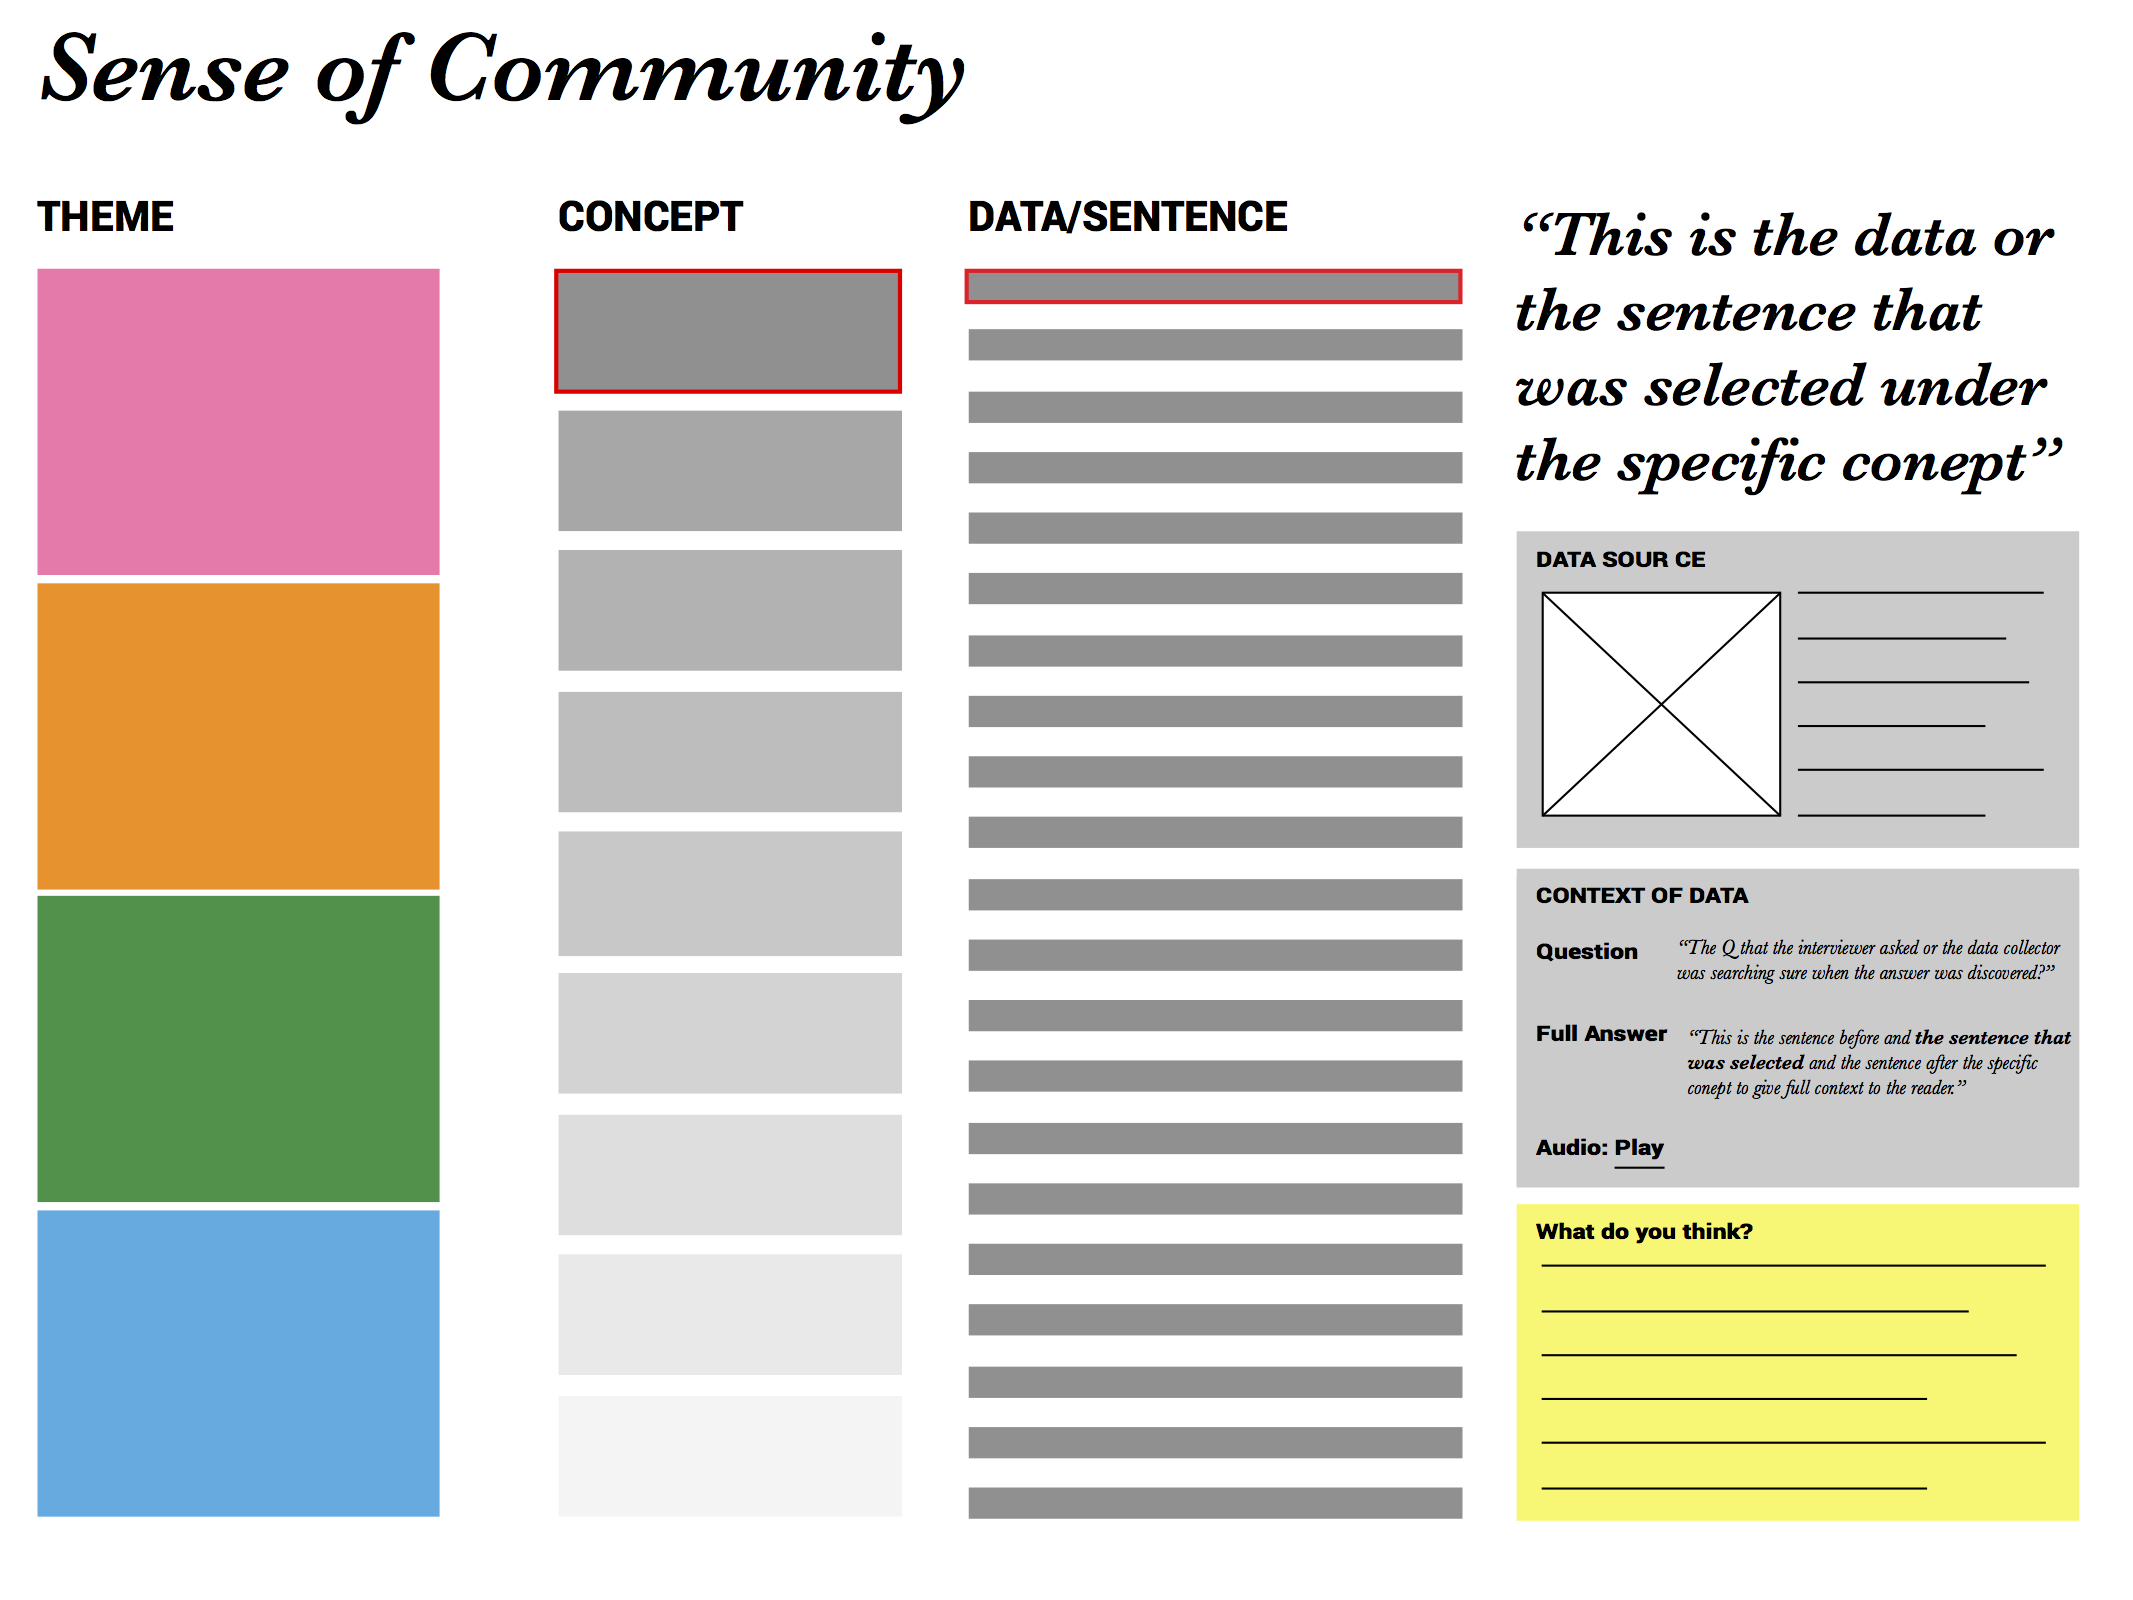 Sense of Community
THEME
CONCEPT
DATA/SENTENCE
“This is the data or
the sentence that
was selected under
the specific conept”
DATA SOUR CE
CONTEXT OF DATA
Question
“The Q that the interviewer asked or the data collector
was searching sure when the answer was discovered?”
Full Answer
“This is the sentence before and the sentence that
was selected and the sentence after the specific
conept to give full context to the reader.”
Audio: Play
What do you think?